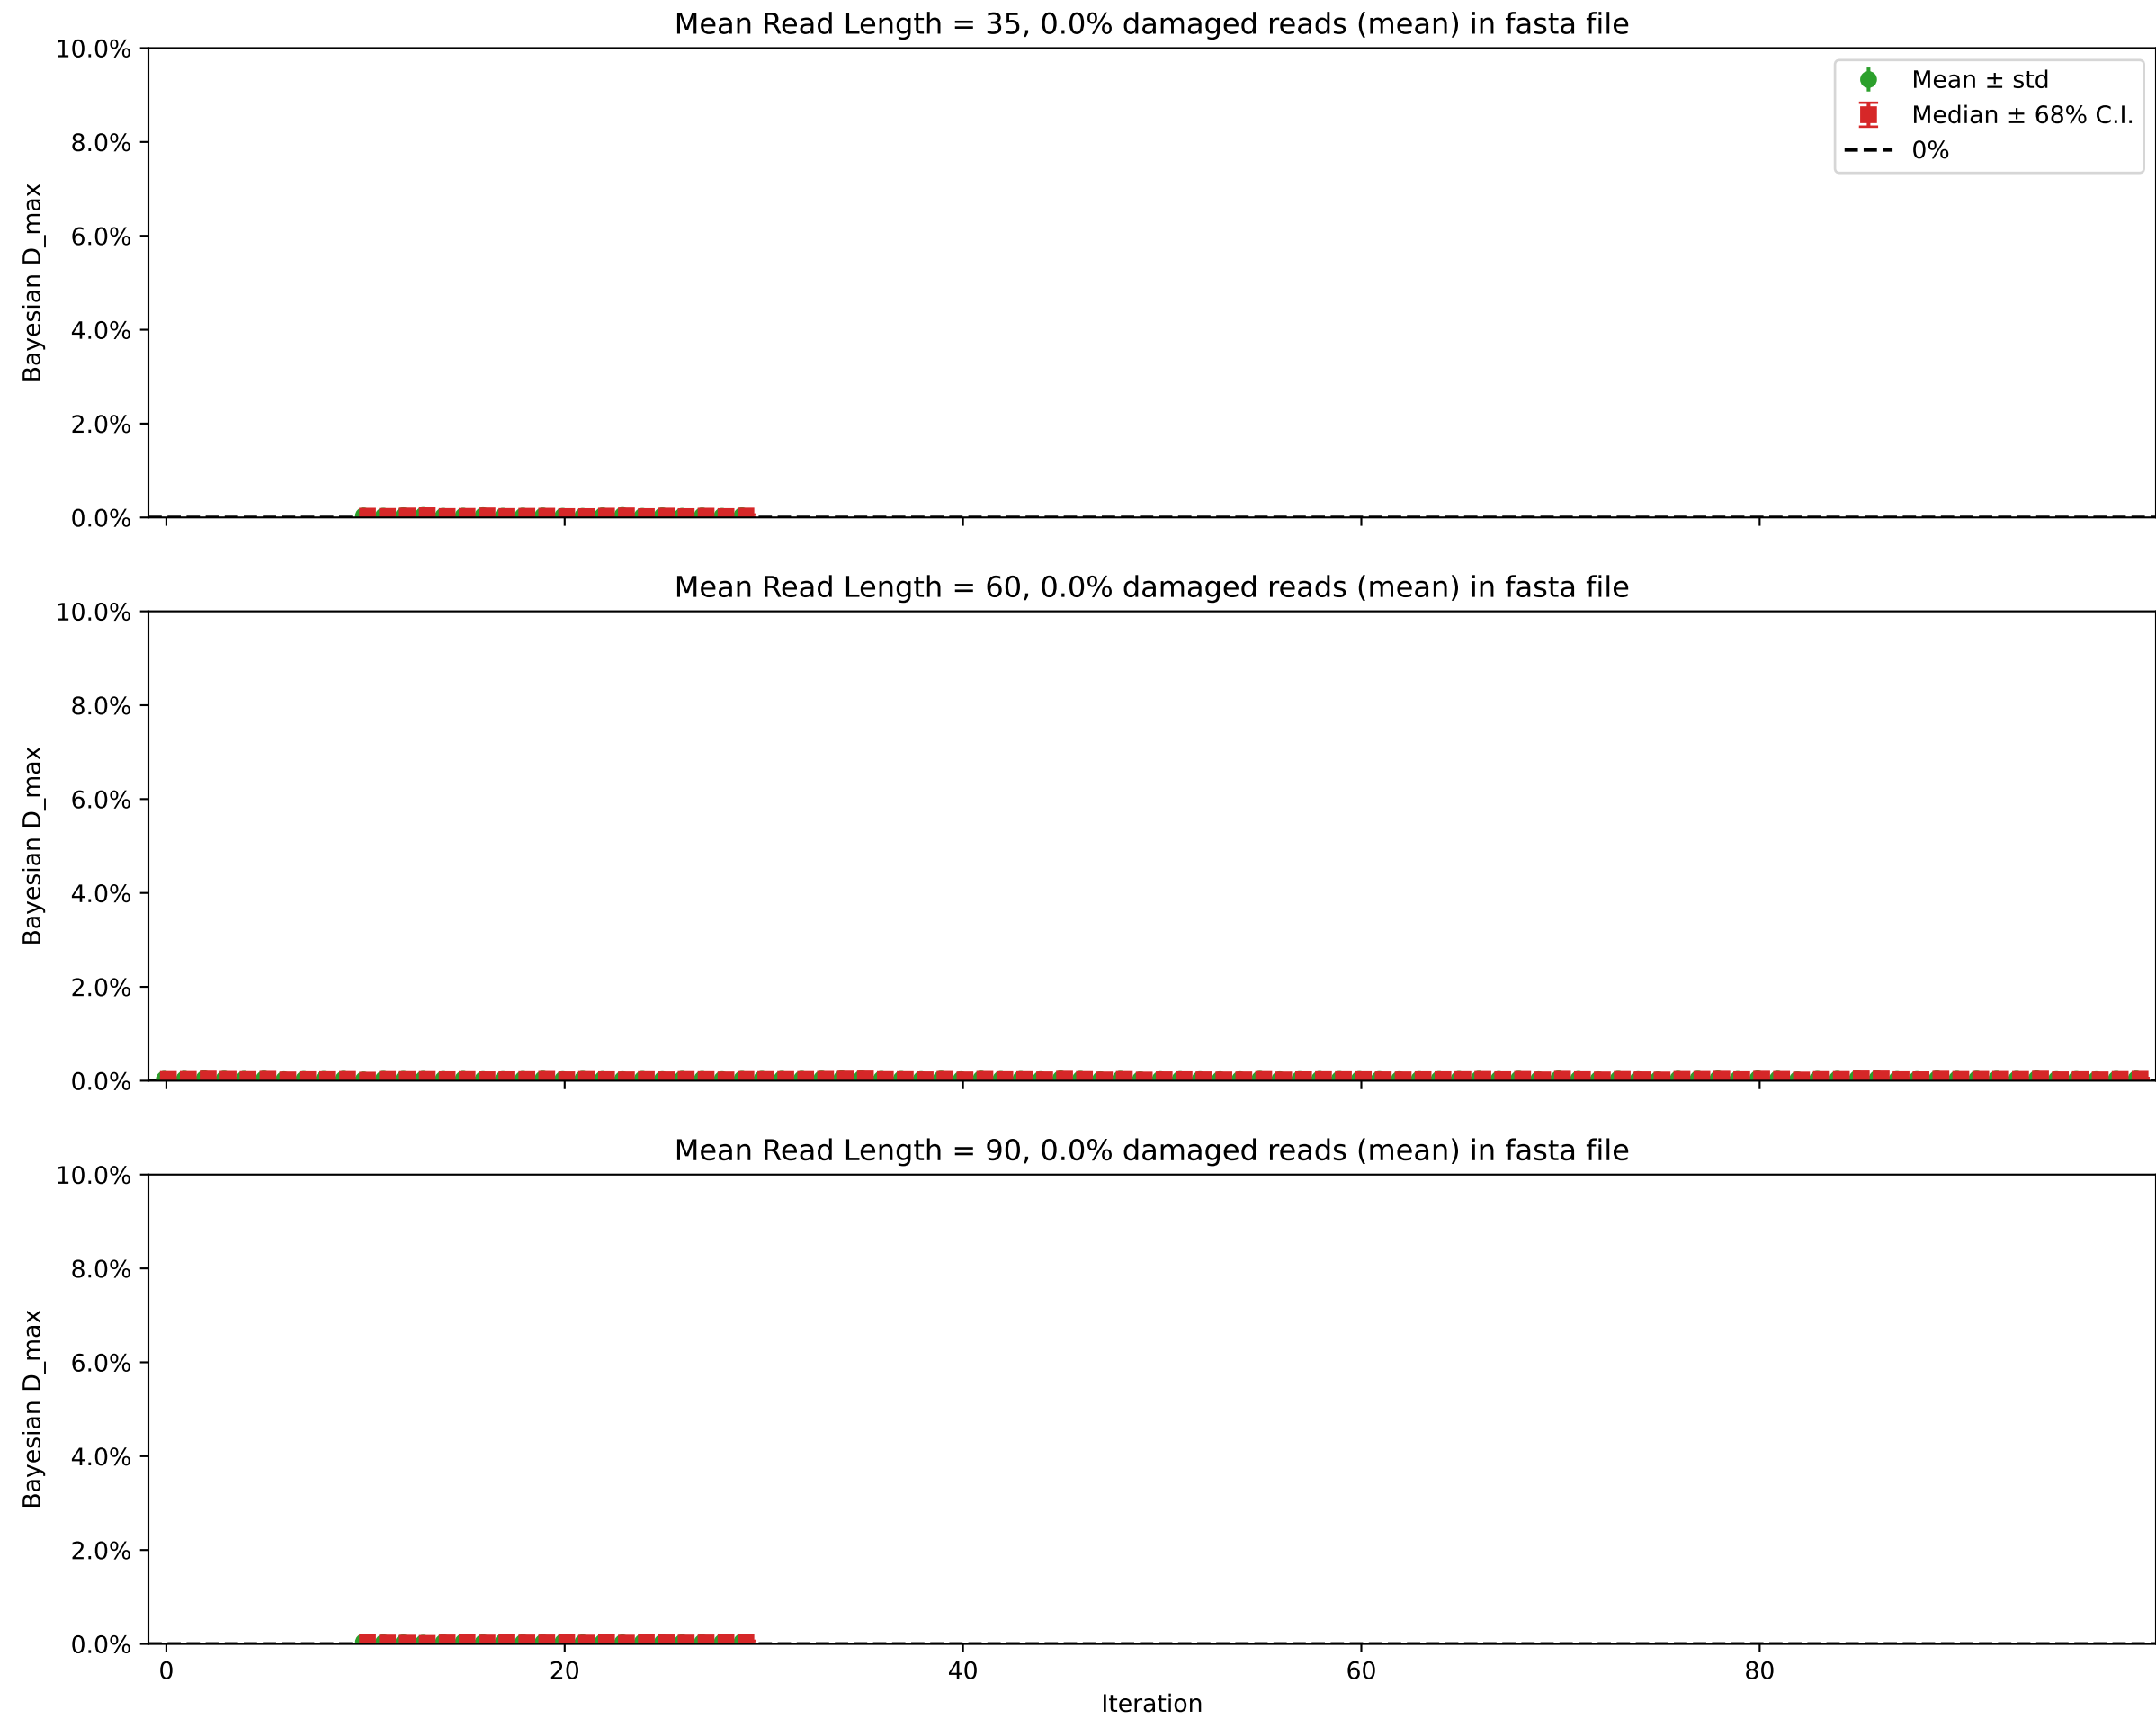 Mean Read Length = 35, 0.0% damaged reads (mean) in fasta file
10.0%
8.0%
6.0%
4.0%
2.0%
0.0%
Bayesian D_max
Mean ± std
Median ± 68% C.I.
0%
Mean Read Length = 60, 0.0% damaged reads (mean) in fasta file
10.0%
8.0%
6.0%
4.0%
2.0%
0.0%
Bayesian D_max
Mean Read Length = 90, 0.0% damaged reads (mean) in fasta file
10.0%
8.0%
6.0%
4.0%
2.0%
0.0%
Bayesian D_max
0 20 40 60 80
Iteration